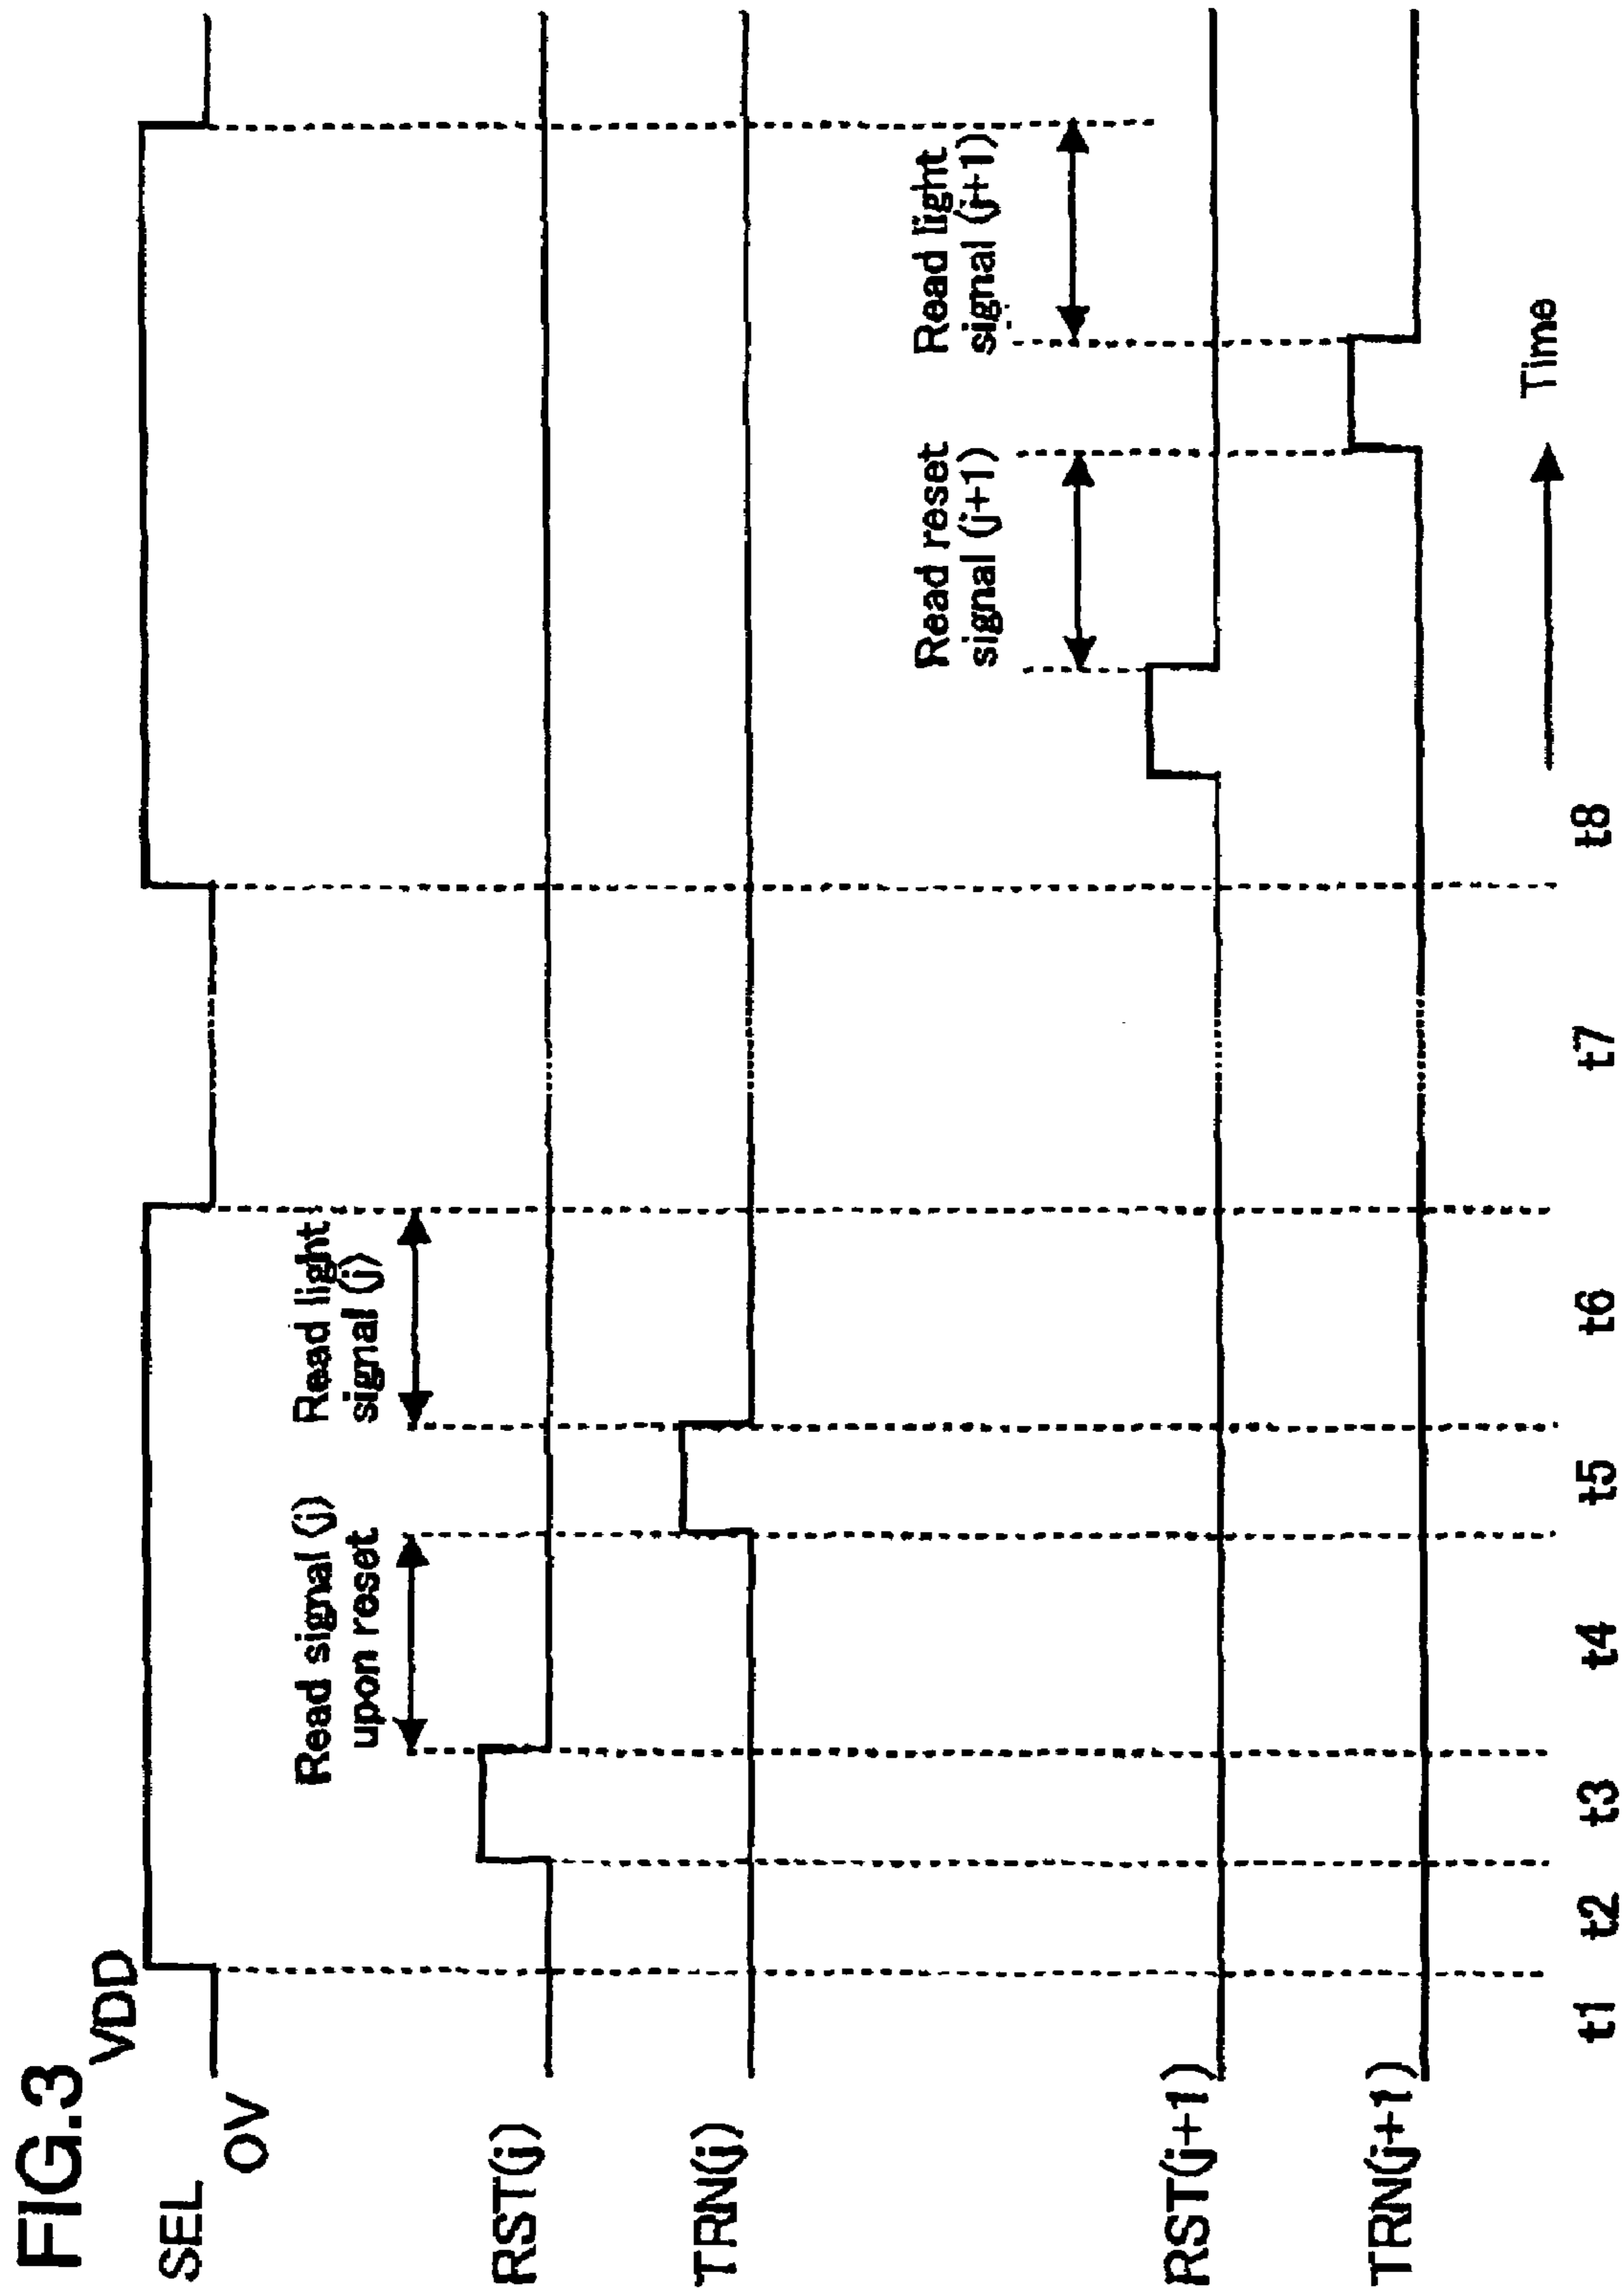 FIG.3
VDD
SEL
OV
Read signal (j)
upon reset
Read light
signal (j)
RST(j)
TRN(j)
Read reset
signal (j+1)
Read light
signal (j+1)
RST(j+1)
TRN(j+1)
Time
t1 t2 t3 t4 t5 t6 t7 t8